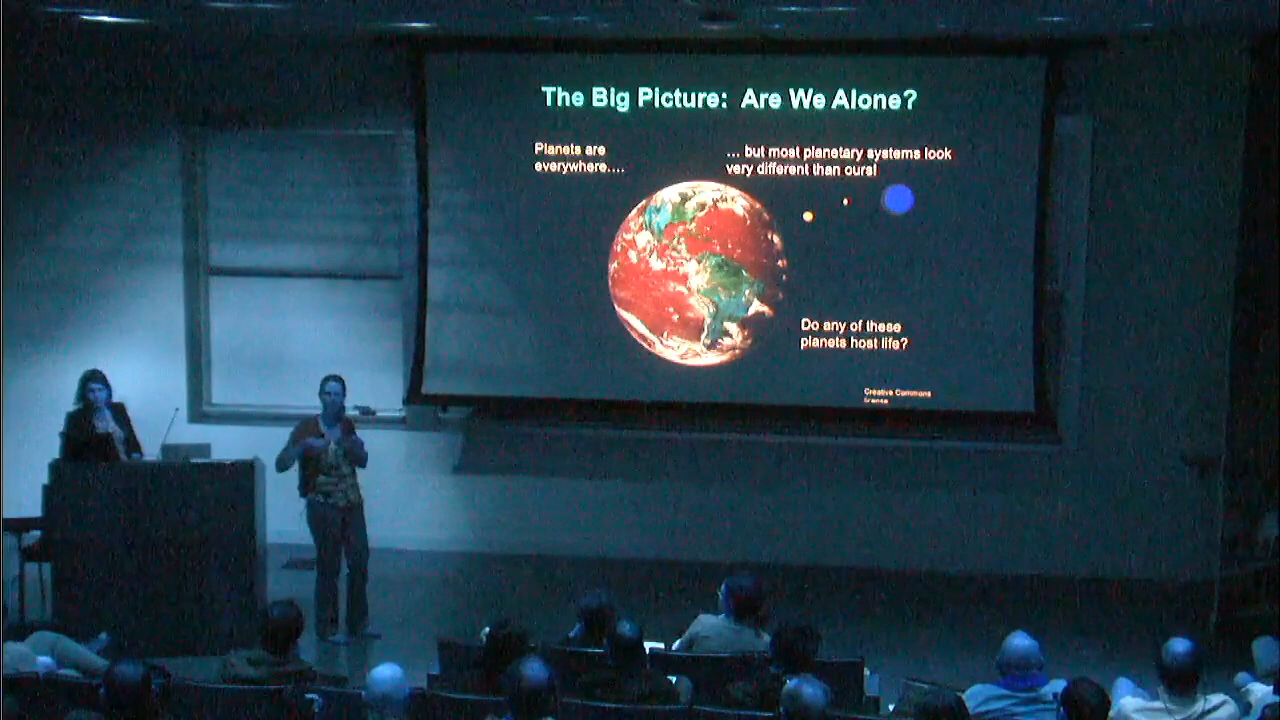 The Big Picture: Are We Alone?
Planets are
everywhere....
... but most planetary systems look
very different than ours!
Do any of these
planets host life?
Creative Commons